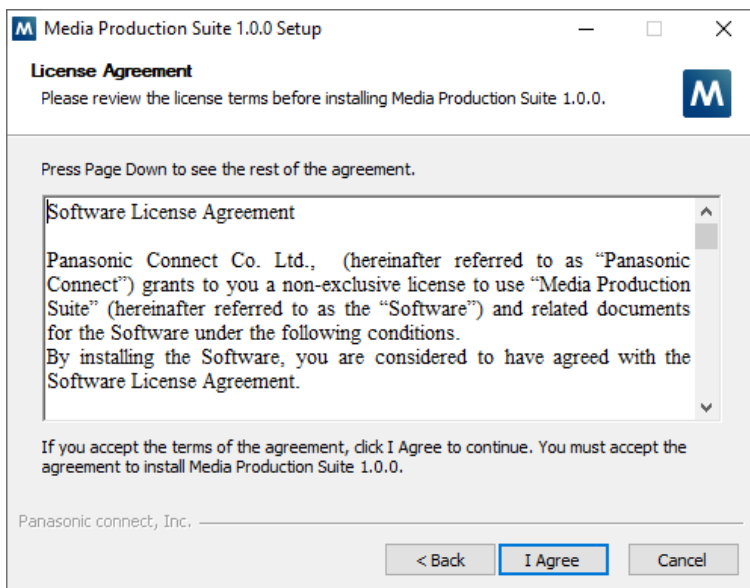 M Media Production Suite 1.0.0 Setup
License Agreement
Please review the license terms before installing Media Production Suite 1.0.0.
M
Press Page Down to see the rest of the agreement.
Software License Agreement
Panasonic Connect Co. Ltd., (hereinafter referred to as “Panasonic
Connect”) grants to you a non-exclusive license to use “Media Production
Suite” (hereinafter referred to as the “Software”) and related documents
for the Software under the following conditions.
By installing the Software, you are considered to have agreed with the
Software License Agreement.
If you accept the terms of the agreement, click I Agree to continue. You must accept the
agreement to install Media Production Suite 1.0.0.
Panasonic connect, Inc.
< Back I Agree Cancel